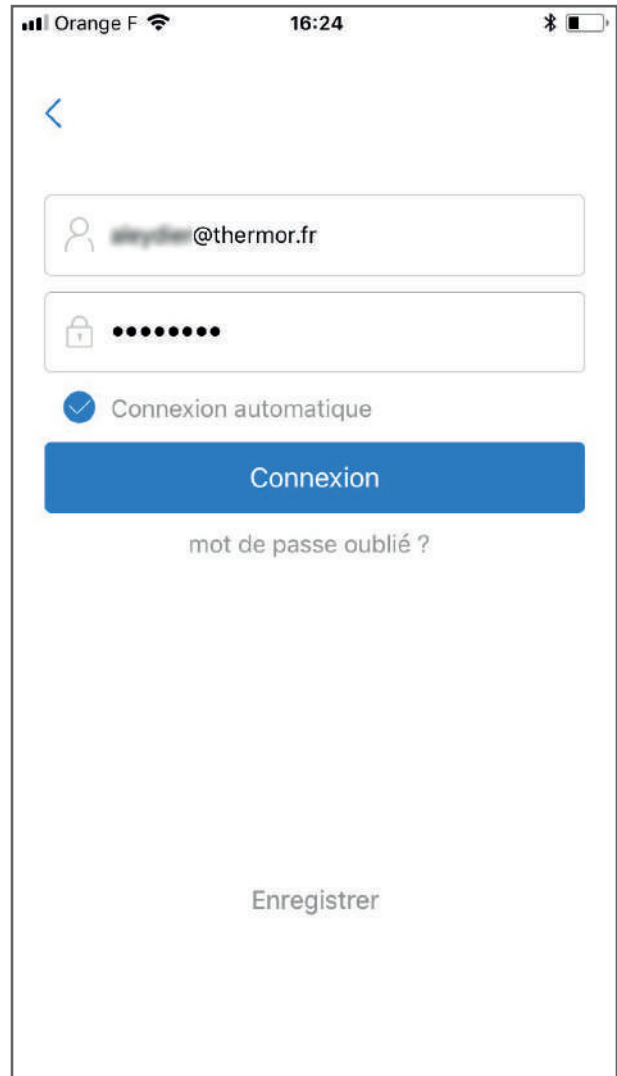 Orange F 16:24
@thermor.fr
••••••••
Connexion automatique
Connexion
mot de passe oublié ?
Enregistrer